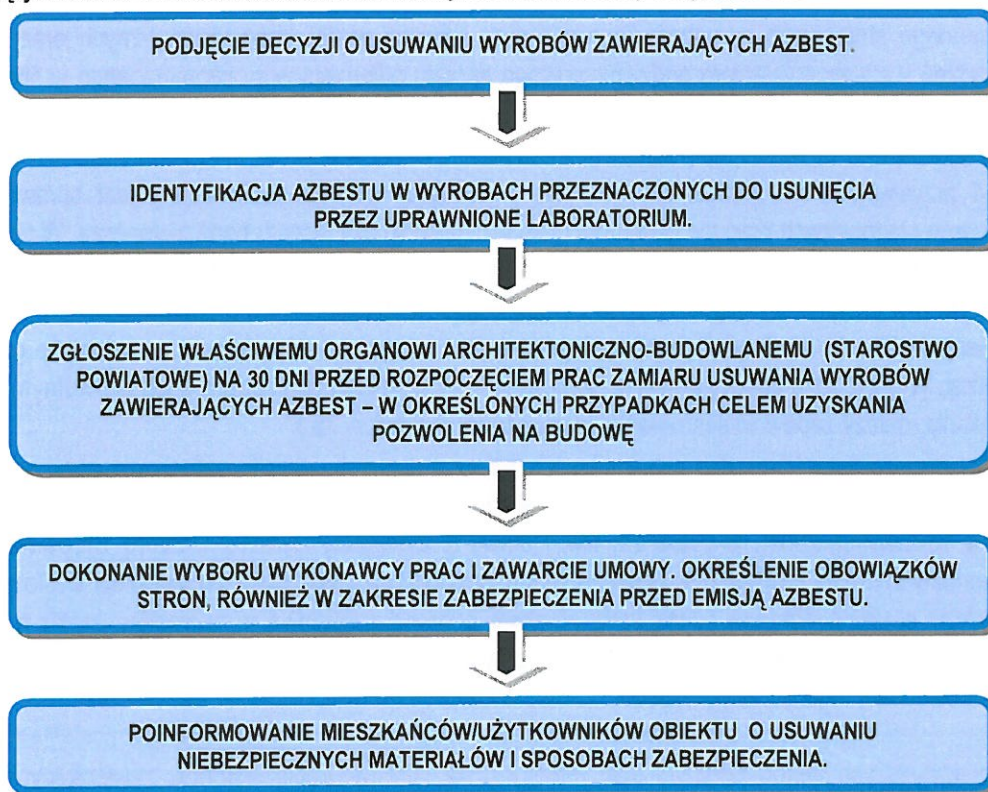 PODJĘCIE DECYZJI O USUWANIU WYROBÓW ZAWIERAJĄCYCH AZBEST.
IDENTYFIKACJA AZBESTU W WYROBACH PRZEZNACZONYCH DO USUNIĘCIA
PRZEZ UPRAWNIONE LABORATORIUM.
ZGŁOSZENIE WŁAŚCIWEMU ORGANOWI ARCHITEKTONICZNO-BUDOWLANEMU (STAROSTWO
POWIATOWE) NA 30 DNI PRZED ROZPOCZĘCIEM PRAC ZAMIARU USUWANIA WYROBÓW
ZAWIERAJĄCYCH AZBEST – W OKREŚLONYCH PRZYPADKACH CELEM UZYSKANIA
POZWOLENIA NA BUDOWĘ
DOKONANIE WYBORU WYKONAWCY PRAC I ZAWARCIE UMOWY. OKREŚLENIE OBOWIĄZKÓW
STRON, RÓWNIEŻ W ZAKRESIE ZABEZPIECZENIA PRZED EMISJĄ AZBESTU.
POINFORMOWANIE MIESZKAŃCÓW/UŻYTKOWNIKÓW OBIEKTU O USUWANIU
NIEBEZPIECZNYCH MATERIAŁÓW I SPOSOBACH ZABEZPIECZENIA.